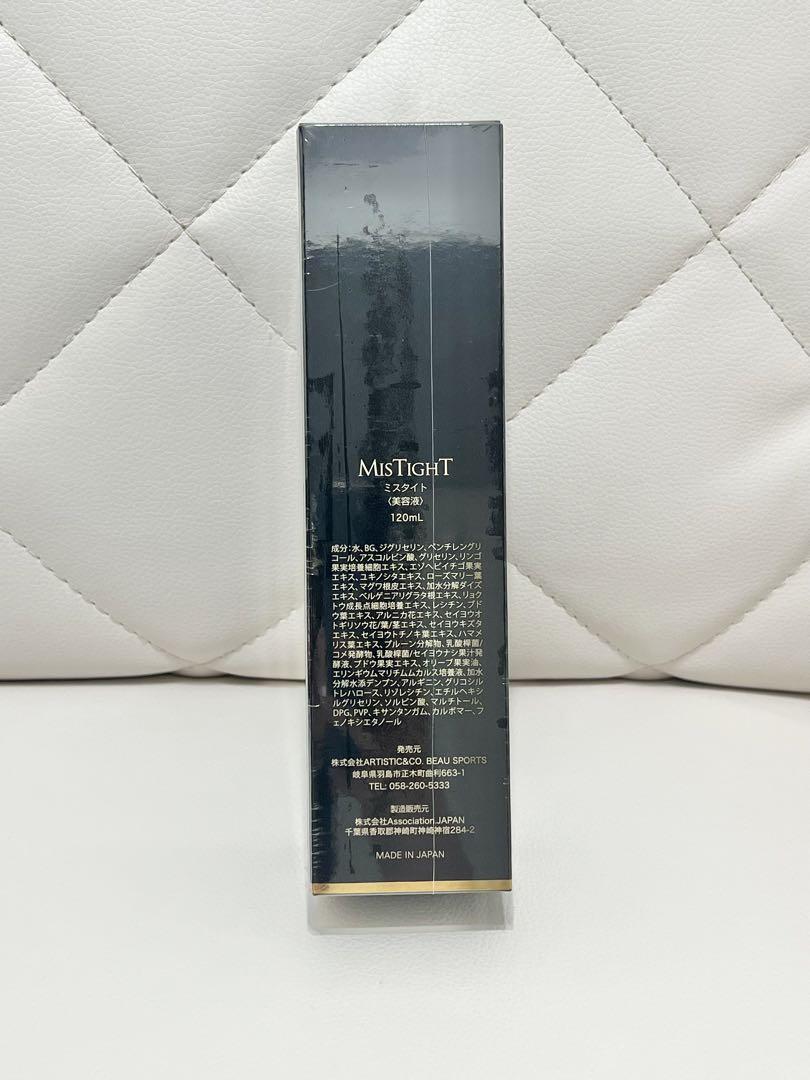 MISTIGHT
ミスタイト
〈美容液〉
120mL
成分:水、BG、ジグリセリン、ペンチレングリ
コール、アスコルビン酸、グリセリン、リンゴ
果実培養細胞エキス、エゾヘビイチゴ果実
エキス、ユキノシタエキス、ローズマリー葉
エキス、マグワ根皮エキス、加水分解ダイズ
エキス、ベルゲニアリグラタ根エキス、リョク
トウ成長点細胞培養エキス、レシチン、ブド
ウ葉エキス、アルニカ花エキス、セイヨウオ
トギリソウ花/葉/茎エキス、セイヨウキズタ
エキス、セイヨウトチノキ葉エキス、ハマメ
リス葉エキス、プルーン分解物、乳酸桿菌/
コメ発酵物、乳酸桿菌/セイヨウナシ果汁発
酵液、ブドウ果実エキス、オリーブ果実油、
エリンギウムマリチムムカルス培養液、加水
分解水添デンプン、アルギニン、グリコシル
トレハロース、リゾレシチン、エチルヘキシ
ルグリセリン、ソルビン酸、マルチトール、
DPG、PVP、キサンタンガム、カルボマー、フ
ェノキシエタノール
発売元
株式会社ARTISTIC&CO. BEAU SPORTS
岐阜県羽島市正木町曲利663-1
TEL: 058-260-5333
製造販売元
株式会社Association JAPAN
千葉県香取郡神崎町神崎神宿284-2
MADE IN JAPAN